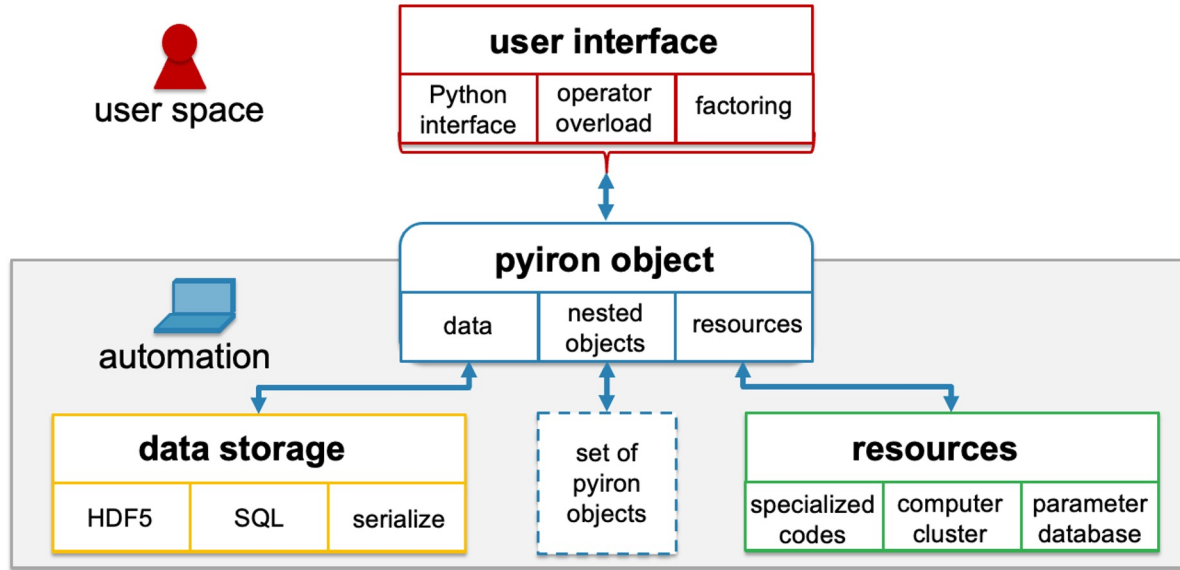 user interface
Python
interface
operator
overload
factoring
user space
pyiron object
data
nested
objects
resources
automation
data storage
HDF5
SQL
serialize
set of
pyiron
objects
resources
specialized
codes
computer
cluster
parameter
database